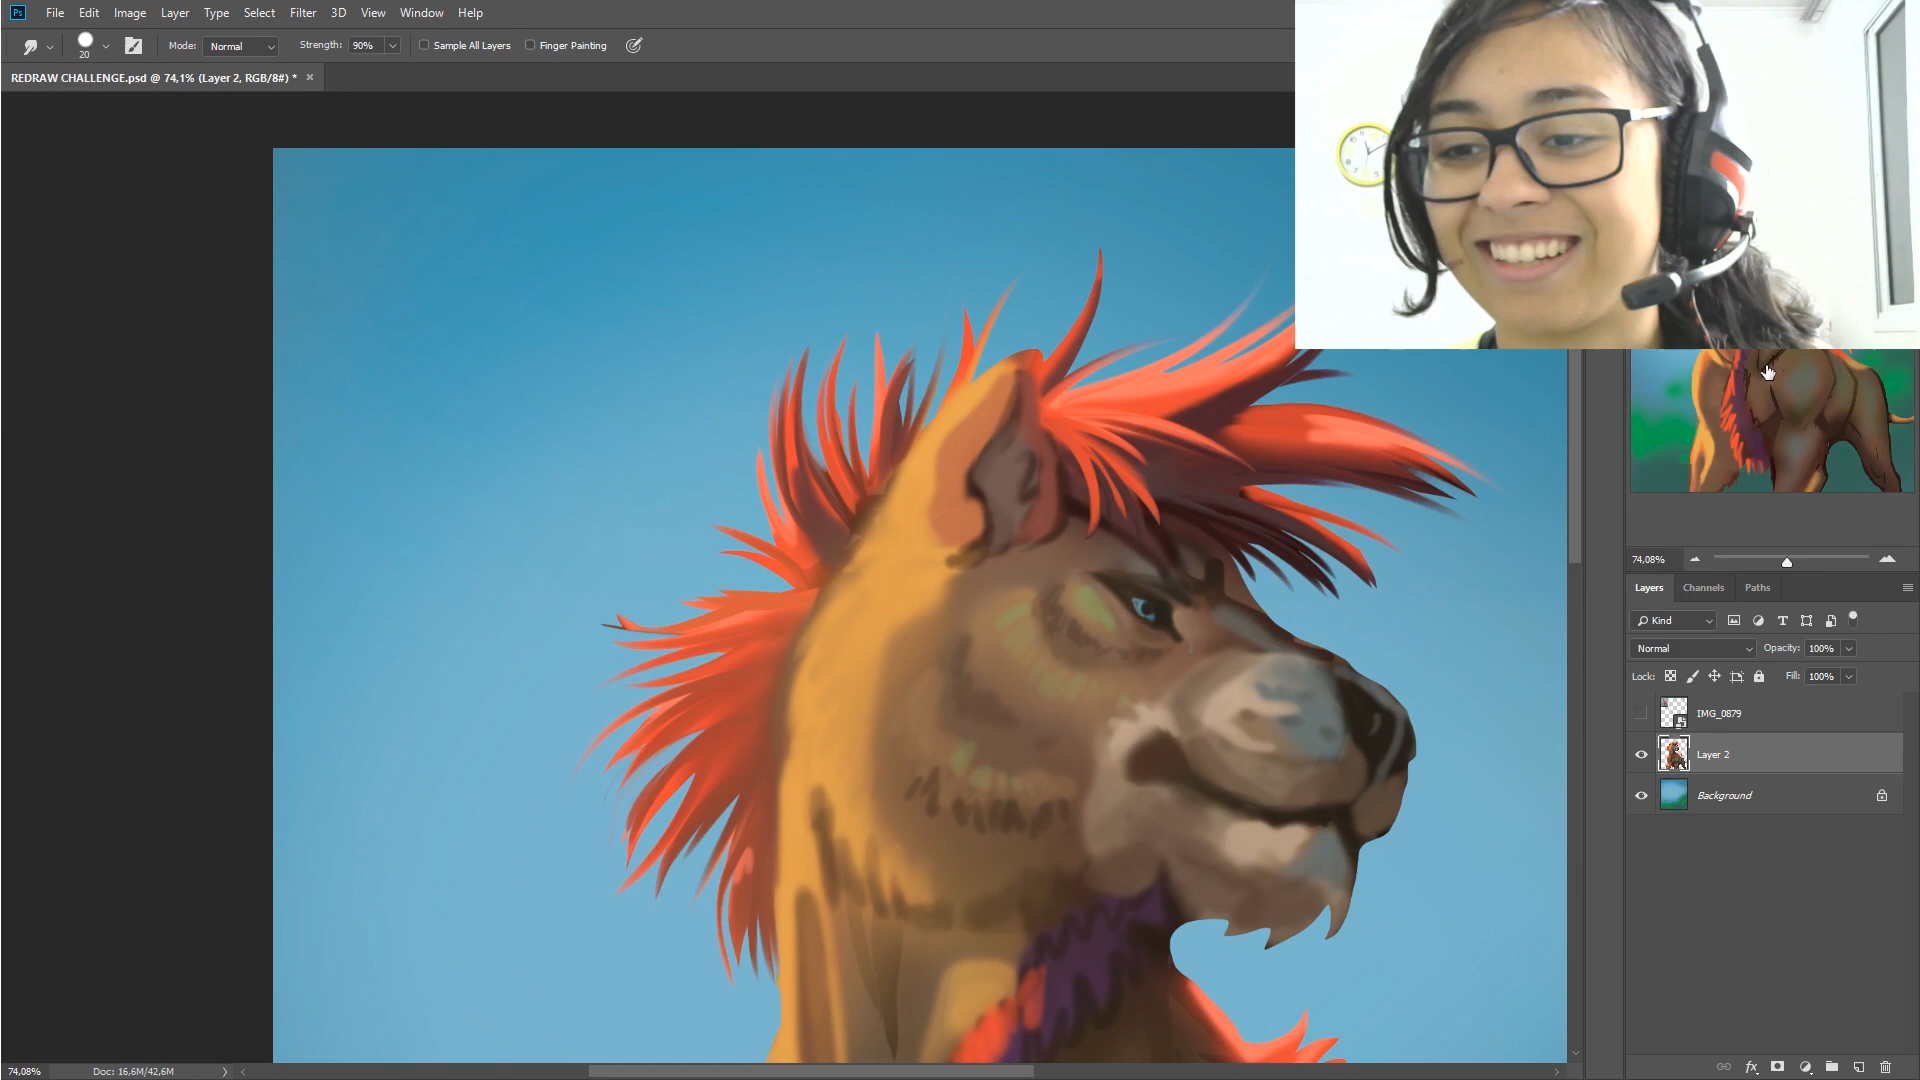 Ps File Edit Image Layer Type Select Filter 3D View Window Help
20 Mode: Normal Strength: 90% Sample All Layers Finger Painting
REDRAW CHALLENGE.psd @ 74,1% (Layer 2, RGB/8#) * ×
74,08%
Layers Channels Paths
Kind
Normal Opacity: 100%
Lock: Fill: 100%
IMG_0879
Layer 2
Background
fx
74,08% Doc: 16,6M/42,6M